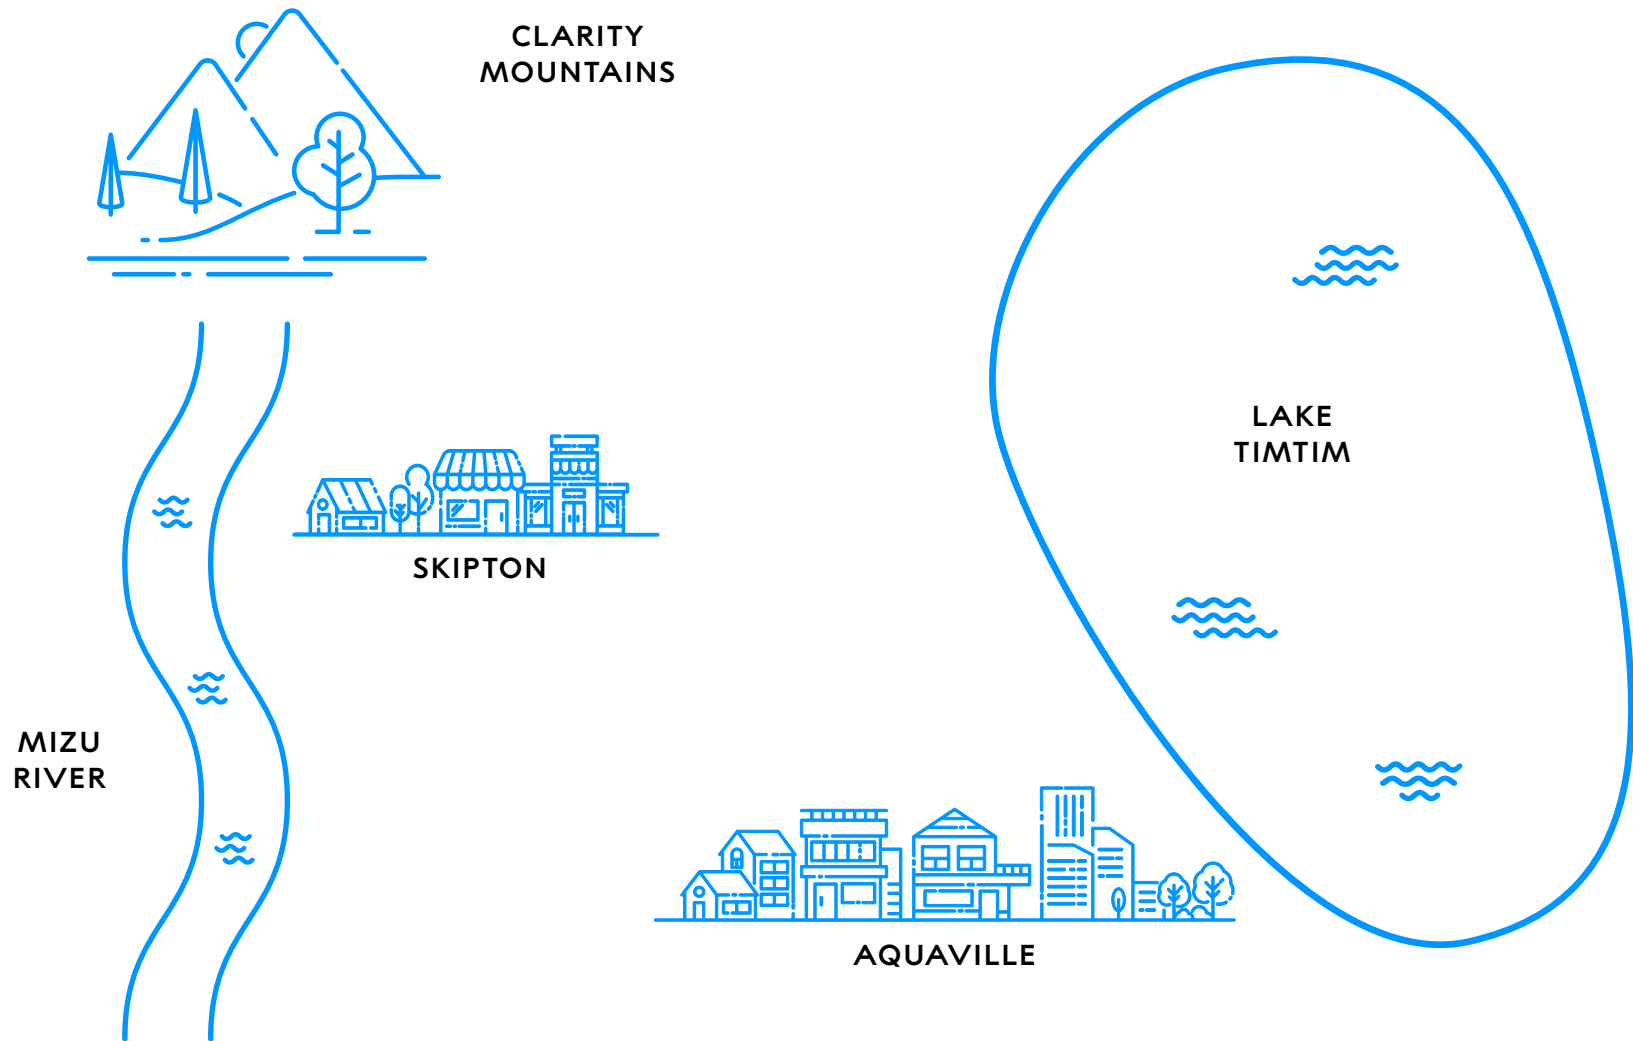 CLARITY
MOUNTAINS
LAKE
TIMTIM
SKIPTON
MIZU
RIVER
AQUAVILLE